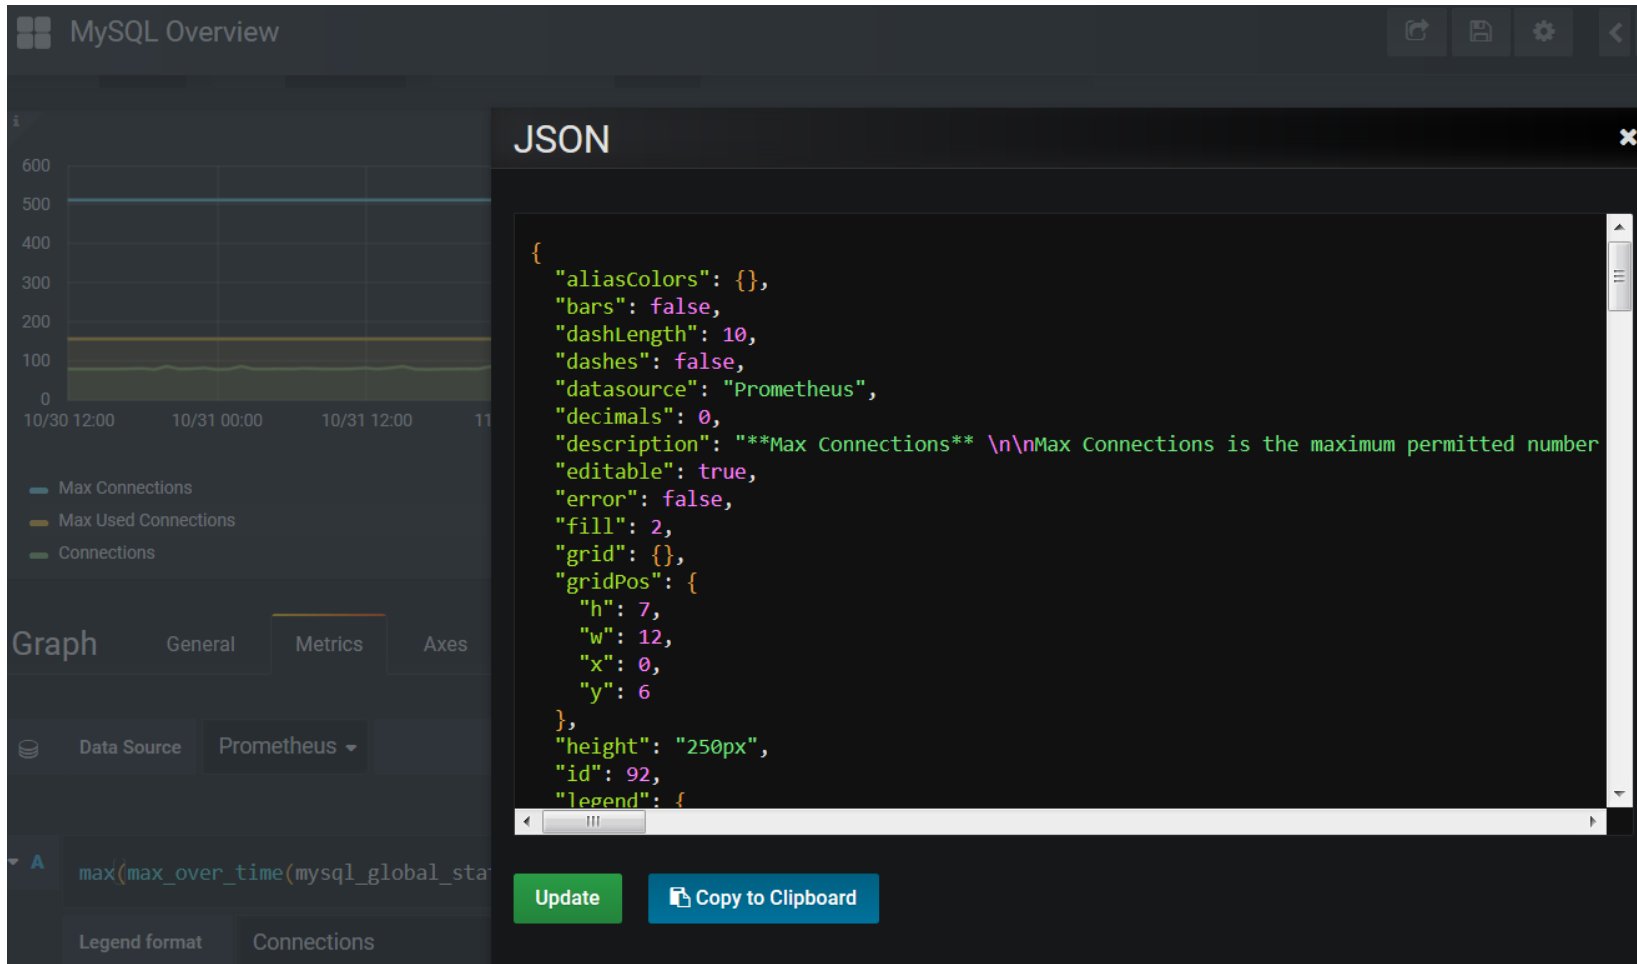 MySQL Overview
i
600
500
400
300
200
100
0
10/30 12:00 10/31 00:00 10/31 12:00 11
Max Connections
Max Used Connections
Connections
Graph General Metrics Axes
Data Source Prometheus
A max(max_over_time(mysql_global_stat
Legend format Connections
JSON
{
"aliasColors": {},
"bars": false,
"dashLength": 10,
"dashes": false,
"datasource": "Prometheus",
"decimals": 0,
"description": "**Max Connections** \n\nMax Connections is the maximum permitted number
"editable": true,
"error": false,
"fill": 2,
"grid": {},
"gridPos": {
"h": 7,
"w": 12,
"x": 0,
"y": 6
},
"height": "250px",
"id": 92,
"legend": {
Update Copy to Clipboard